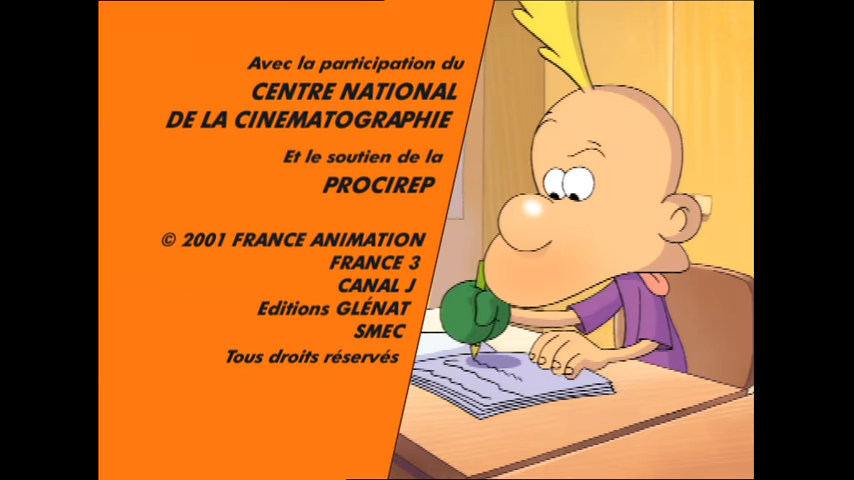 Avec la participation du
CENTRE NATIONAL
DE LA CINEMATOGRAPHIE
Et le soutien de la
PROCIREP
© 2001 FRANCE ANIMATION
FRANCE 3
CANAL J
Editions GLÉNAT
SMEC
Tous droits réservés